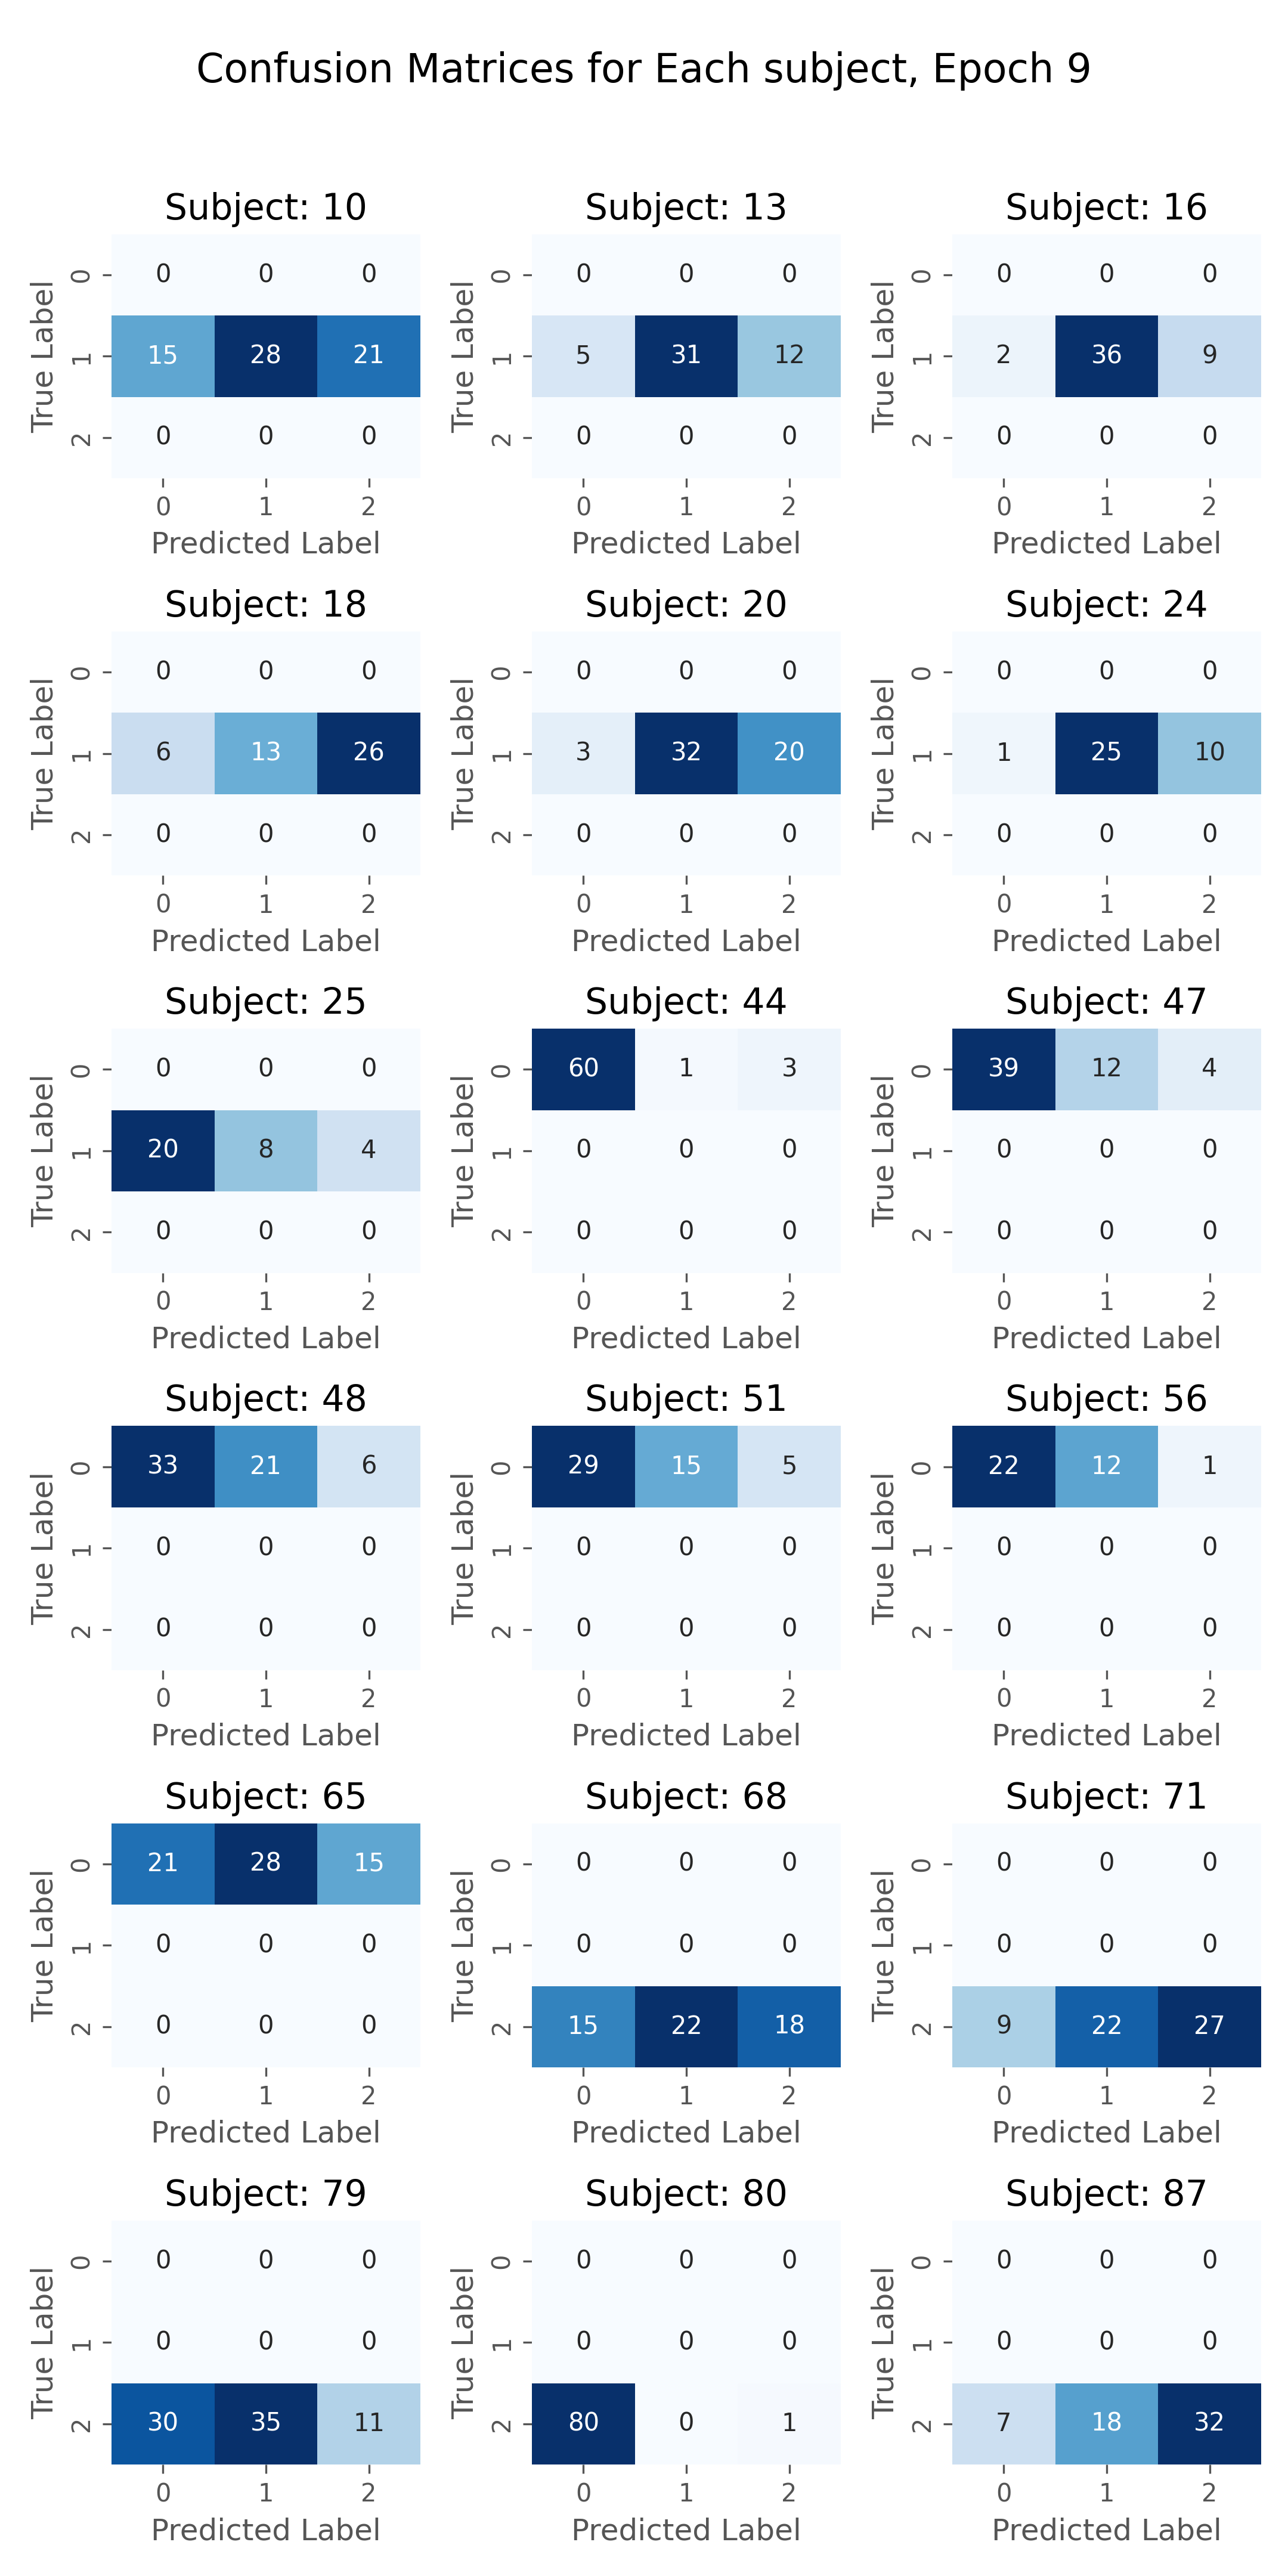 Confusion Matrices for Each subject, Epoch 9
Subject: 10 Subject: 13 Subject: 16
True Label 0 0 0 0 True Label 0 0 0 0 True Label 0 0 0 0
1 15 28 21 1 5 31 12 1 2 36 9
2 0 0 0 2 0 0 0 2 0 0 0
0 1 2 0 1 2 0 1 2
Predicted Label Predicted Label Predicted Label
Subject: 18 Subject: 20 Subject: 24
True Label 0 0 0 0 True Label 0 0 0 0 True Label 0 0 0 0
1 6 13 26 1 3 32 20 1 1 25 10
2 0 0 0 2 0 0 0 2 0 0 0
0 1 2 0 1 2 0 1 2
Predicted Label Predicted Label Predicted Label
Subject: 25 Subject: 44 Subject: 47
True Label 0 0 0 0 True Label 0 60 1 3 True Label 0 39 12 4
1 20 8 4 1 0 0 0 1 0 0 0
2 0 0 0 2 0 0 0 2 0 0 0
0 1 2 0 1 2 0 1 2
Predicted Label Predicted Label Predicted Label
Subject: 48 Subject: 51 Subject: 56
True Label 0 33 21 6 True Label 0 29 15 5 True Label 0 22 12 1
1 0 0 0 1 0 0 0 1 0 0 0
2 0 0 0 2 0 0 0 2 0 0 0
0 1 2 0 1 2 0 1 2
Predicted Label Predicted Label Predicted Label
Subject: 65 Subject: 68 Subject: 71
True Label 0 21 28 15 True Label 0 0 0 0 True Label 0 0 0 0
1 0 0 0 1 0 0 0 1 0 0 0
2 0 0 0 2 15 22 18 2 9 22 27
0 1 2 0 1 2 0 1 2
Predicted Label Predicted Label Predicted Label
Subject: 79 Subject: 80 Subject: 87
True Label 0 0 0 0 True Label 0 0 0 0 True Label 0 0 0 0
1 0 0 0 1 0 0 0 1 0 0 0
2 30 35 11 2 80 0 1 2 7 18 32
0 1 2 0 1 2 0 1 2
Predicted Label Predicted Label Predicted Label